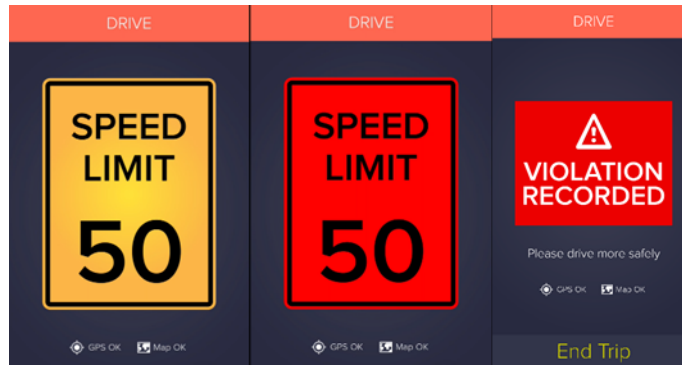 DRIVE
SPEED
LIMIT
50
GPS OK Map OK
DRIVE
SPEED
LIMIT
50
GPS OK Map OK
DRIVE
VIOLATION
RECORDED
Please drive more safely
GPS OK Map OK
End Trip